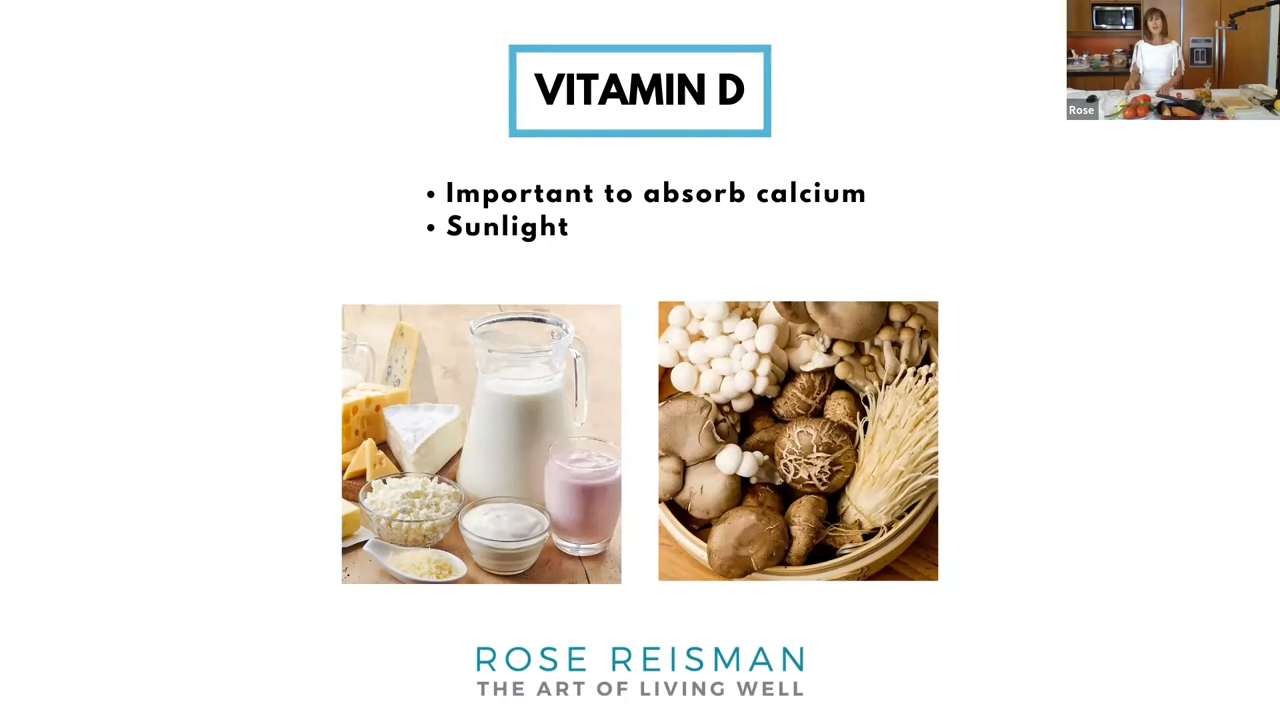 VITAMIN D
Rose
• Important to absorb calcium
• Sunlight
ROSE REISMAN
THE ART OF LIVING WELL